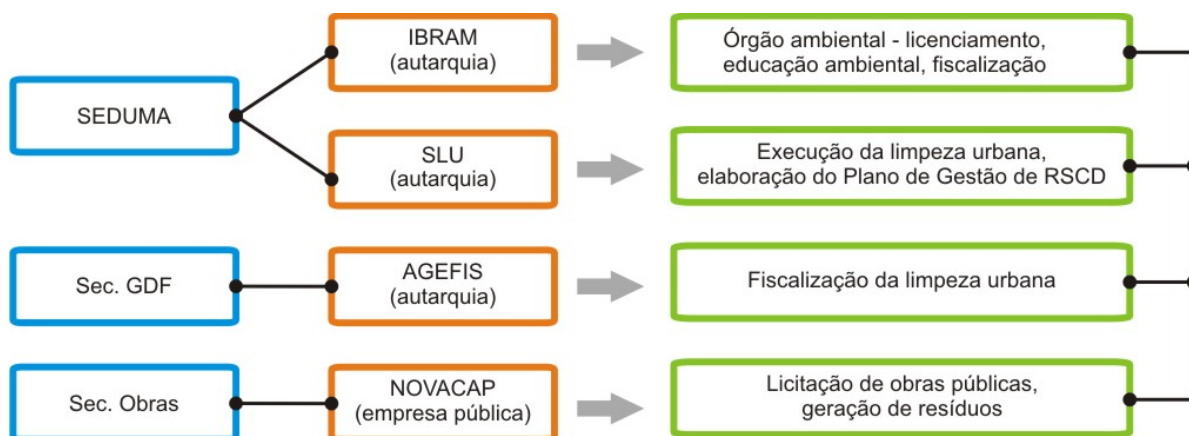 SEDUMA
IBRAM
(autarquia)
Órgão ambiental - licenciamento,
educação ambiental, fiscalização
SLU
(autarquia)
Execução da limpeza urbana,
elaboração do Plano de Gestão de RSCD
Sec. GDF
AGEFIS
(autarquia)
Fiscalização da limpeza urbana
Sec. Obras
NOVACAP
(empresa pública)
Licitação de obras públicas,
geração de resíduos